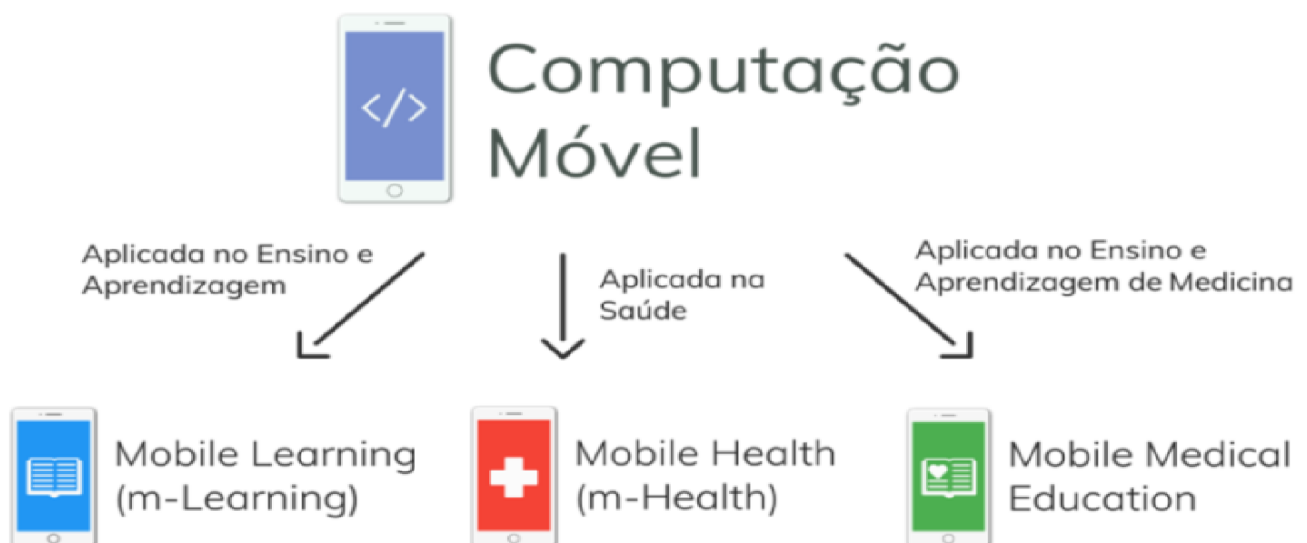 </>
Computação
Móvel
Aplicada no Ensino e
Aprendizagem
Aplicada na
Saúde
Aplicada no Ensino e
Aprendizagem de Medicina
Mobile Learning
(m-Learning)
Mobile Health
(m-Health)
Mobile Medical
Education